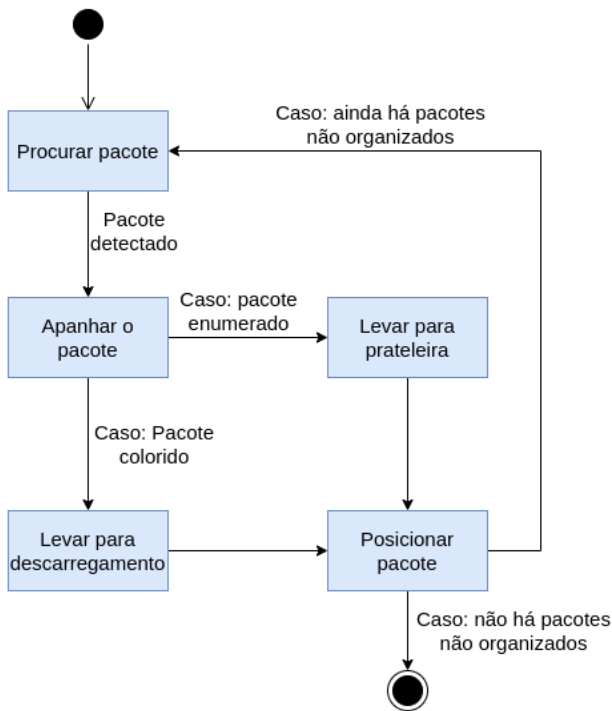 Caso: ainda há pacotes
não organizados
Procurar pacote
Pacote
detectado
Caso: pacote
enumerado
Apanhar o
pacote
Levar para
prateleira
Caso: Pacote
colorido
Levar para
descarregamento
Posicionar
pacote
Caso: não há pacotes
não organizados